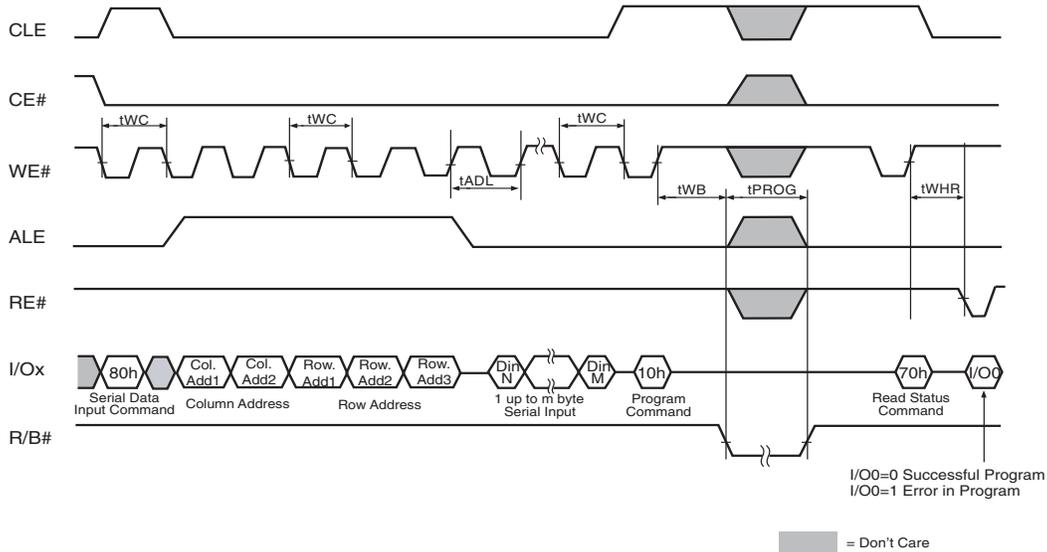 CLE
CE#
tWC
tWC
tWC
WE#
tADL
tWB
tPROG
tWHR
ALE
RE#
I/Ox
80h
Col. Add1
Col. Add2
Row. Add1
Row. Add2
Row. Add3
Din N
Din M
10h
70h
I/O0
Serial Data
Input Command
Column Address
Row Address
1 up to m byte
Serial Input
Program
Command
Read Status
Command
R/B#
I/O0=0 Successful Program
I/O0=1 Error in Program
= Don't Care